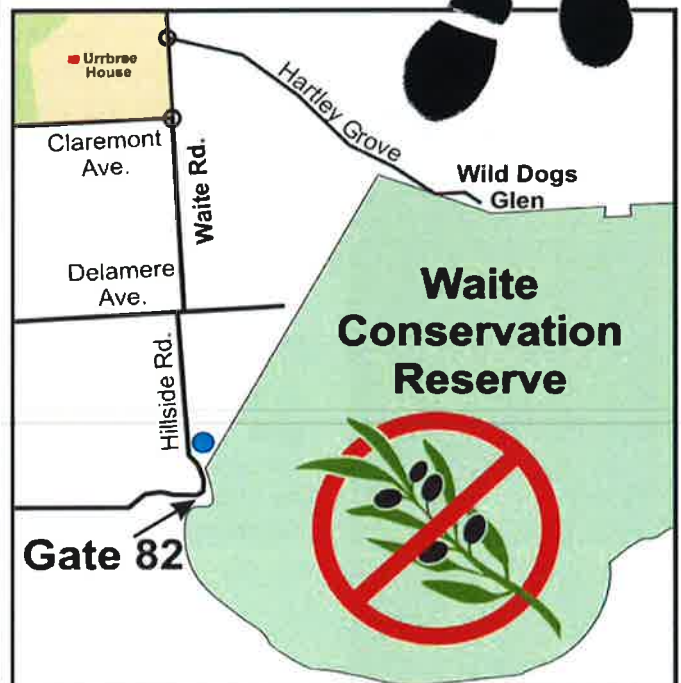 Urrbrae
House
Hartley Grove
Claremont
Ave.
Waite Rd.
Wild Dogs
Glen
Delamere
Ave.
Waite
Conservation
Reserve
Hillside Rd.
Gate 82